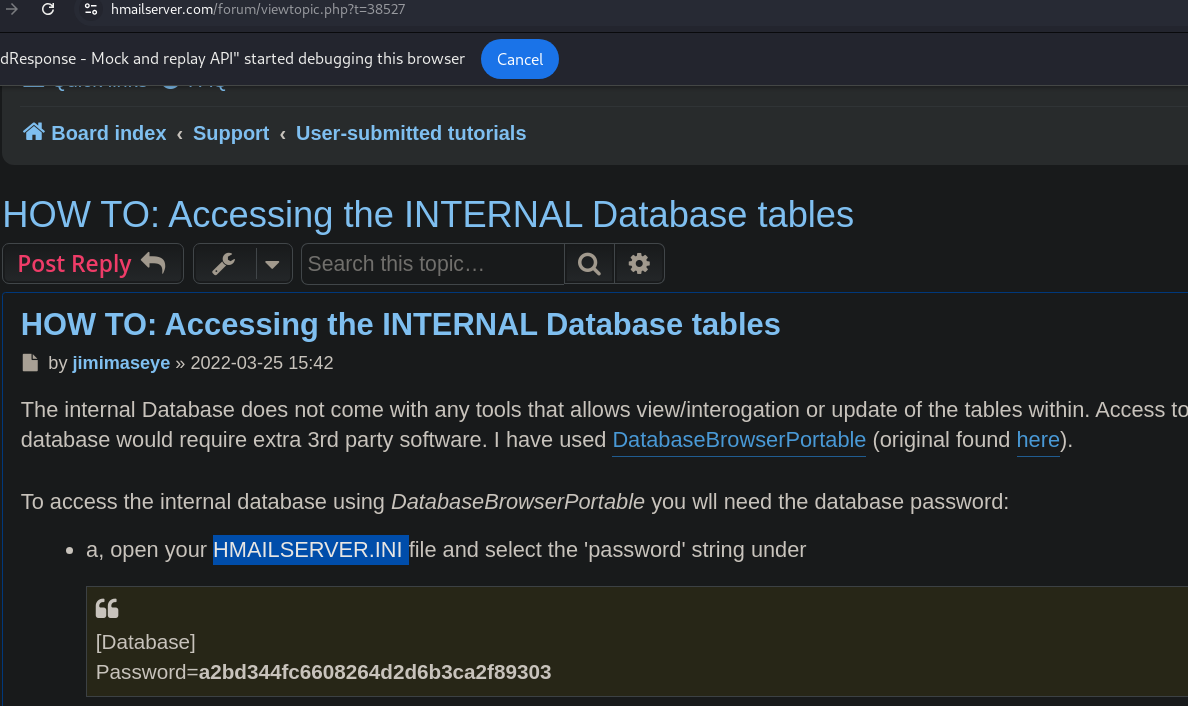 hmailserver.com/forum/viewtopic.php?t=38527
dResponse - Mock and replay API" started debugging this browser Cancel
Board index ‹ Support ‹ User-submitted tutorials
HOW TO: Accessing the INTERNAL Database tables
Post Reply Search this topic…
HOW TO: Accessing the INTERNAL Database tables
by jimimaseye » 2022-03-25 15:42
The internal Database does not come with any tools that allows view/interogation or update of the tables within. Access to
database would require extra 3rd party software. I have used DatabaseBrowserPortable (original found here).
To access the internal database using DatabaseBrowserPortable you wll need the database password:
• a, open your HMAILSERVER.INI file and select the 'password' string under
[Database]
Password=a2bd344fc6608264d2d6b3ca2f89303